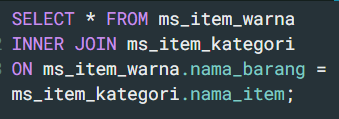 SELECT * FROM ms_item_warna
INNER JOIN ms_item_kategori
ON ms_item_warna.nama_barang =
ms_item_kategori.nama_item;